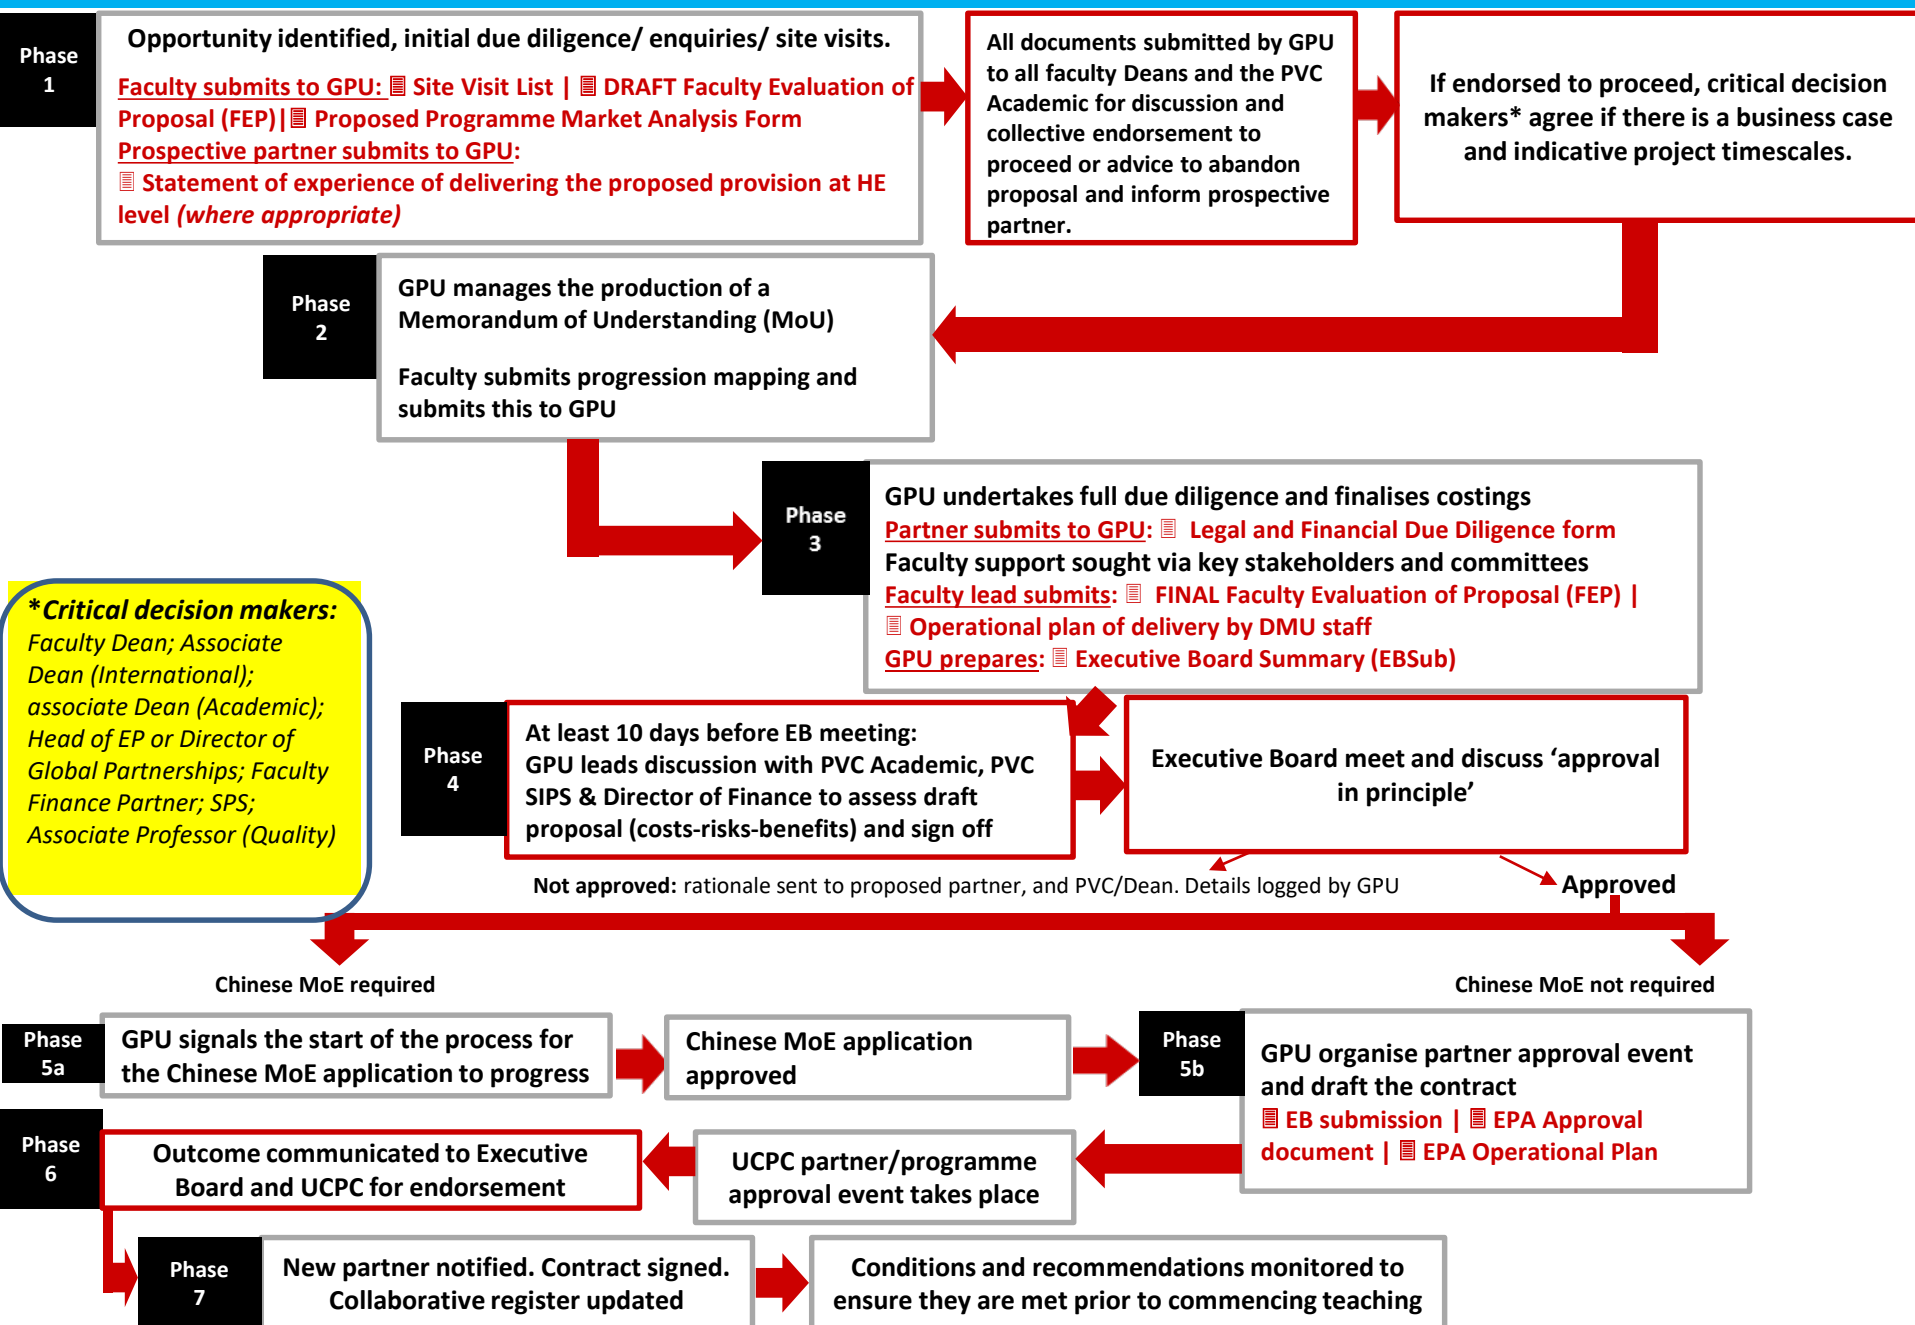 Phase
1
Opportunity identified, initial due diligence/ enquiries/ site visits.
Faculty submits to GPU: Site Visit List | DRAFT Faculty Evaluation of
Proposal (FEP)| Proposed Programme Market Analysis Form
Prospective partner submits to GPU:
Statement of experience of delivering the proposed provision at HE
level (where appropriate)
All documents submitted by GPU
to all faculty Deans and the PVC
Academic for discussion and
collective endorsement to
proceed or advice to abandon
proposal and inform prospective
partner.
If endorsed to proceed, critical decision
makers* agree if there is a business case
and indicative project timescales.
Phase
2
GPU manages the production of a
Memorandum of Understanding (MoU)
Faculty submits progression mapping and
submits this to GPU
Phase
3
GPU undertakes full due diligence and finalises costings
Partner submits to GPU: Legal and Financial Due Diligence form
Faculty support sought via key stakeholders and committees
Faculty lead submits: FINAL Faculty Evaluation of Proposal (FEP) |
Operational plan of delivery by DMU staff
GPU prepares: Executive Board Summary (EBSub)
*Critical decision makers:
Faculty Dean; Associate
Dean (International);
associate Dean (Academic);
Head of EP or Director of
Global Partnerships; Faculty
Finance Partner; SPS;
Associate Professor (Quality)
Phase
4
At least 10 days before EB meeting:
GPU leads discussion with PVC Academic, PVC
SIPS & Director of Finance to assess draft
proposal (costs-risks-benefits) and sign off
Executive Board meet and discuss ‘approval
in principle’
Not approved: rationale sent to proposed partner, and PVC/Dean. Details logged by GPU
Approved
Chinese MoE required
Chinese MoE not required
Phase
5a
GPU signals the start of the process for
the Chinese MoE application to progress
Chinese MoE application
approved
Phase
5b
GPU organise partner approval event
and draft the contract
EB submission | EPA Approval
document | EPA Operational Plan
Phase
6
Outcome communicated to Executive
Board and UCPC for endorsement
UCPC partner/programme
approval event takes place
Phase
7
New partner notified. Contract signed.
Collaborative register updated
Conditions and recommendations monitored to
ensure they are met prior to commencing teaching